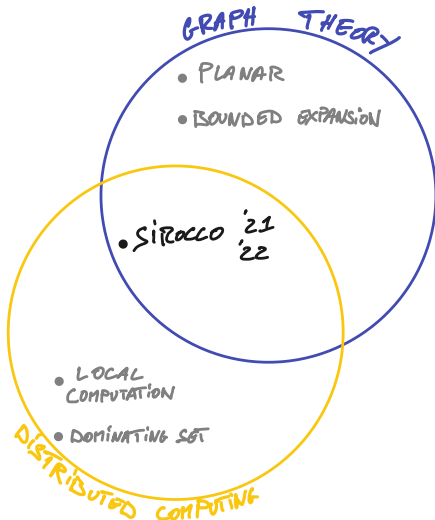 GRAPH THEORY
• PLANAR
• BOUNDED EXPANSION
• SIROCCO '21
'22
• LOCAL
COMPUTATION
• DOMINATING SET
DISTRIBUTED COMPUTING